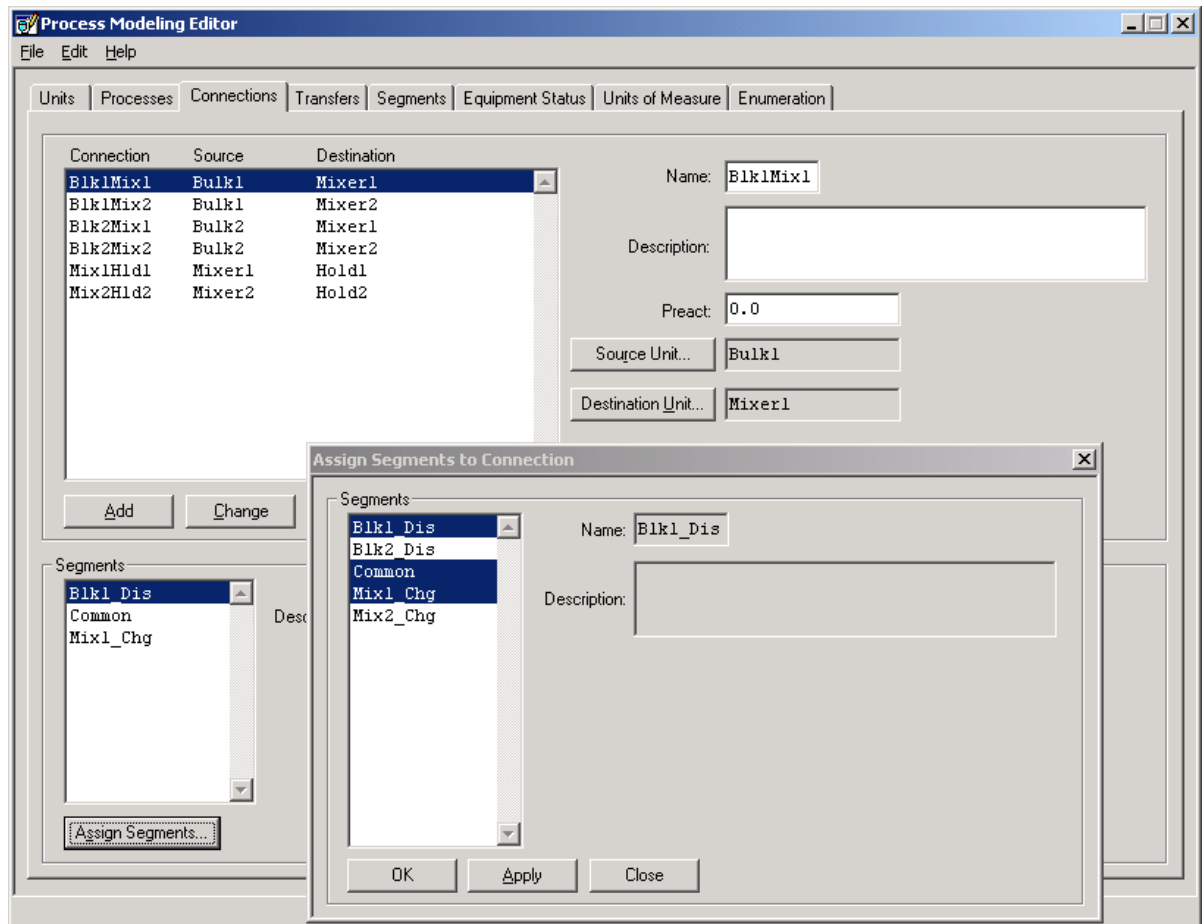 Process Modeling Editor
File Edit Help
Units Processes Connections Transfers Segments Equipment Status Units of Measure Enumeration
Connection Source Destination
Blk1Mix1 Bulk1 Mixer1
Blk1Mix2 Bulk1 Mixer2
Blk2Mix1 Bulk2 Mixer1
Blk2Mix2 Bulk2 Mixer2
Mix1Hld1 Mixer1 Hold1
Mix2Hld2 Mixer2 Hold2
Name: Blk1Mix1
Description:
Preact: 0.0
Source Unit... Bulk1
Destination Unit... Mixer1
Add Change
Segments
Blk1_Dis
Common
Mix1_Chg
Desc
Assign Segments...
Assign Segments to Connection
Segments
Blk1_Dis
Blk2_Dis
Common
Mix1_Chg
Mix2_Chg
Name: Blk1_Dis
Description:
OK Apply Close